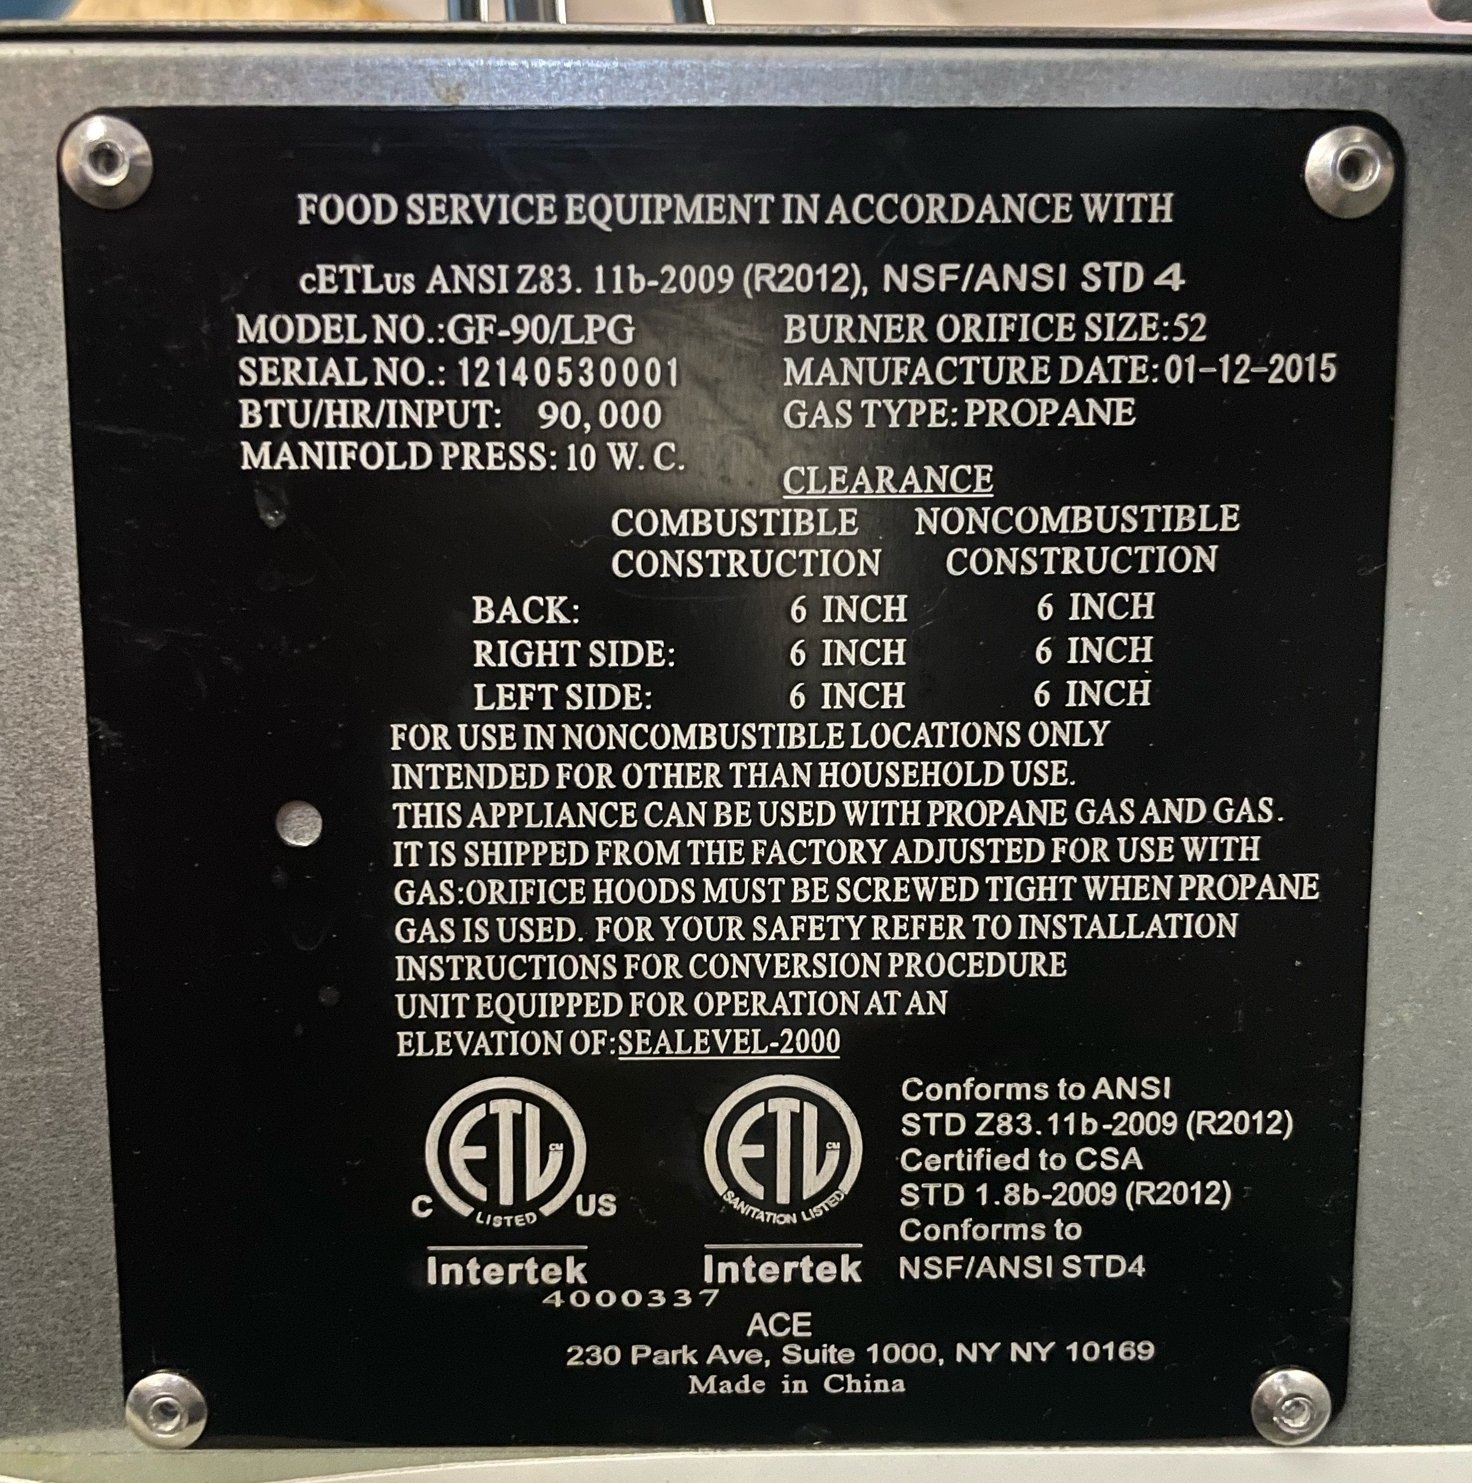 FOOD SERVICE EQUIPMENT IN ACCORDANCE WITH
cETLus ANSI Z83. 11b-2009 (R2012), NSF/ANSI STD 4
MODEL NO.:GF-90/LPG
BURNER ORIFICE SIZE:52
SERIAL NO.: 12140530001
MANUFACTURE DATE:01-12-2015
BTU/HR/INPUT: 90,000
GAS TYPE:PROPANE
MANIFOLD PRESS: 10 W. C.
CLEARANCE
COMBUSTIBLE NONCOMBUSTIBLE
CONSTRUCTION CONSTRUCTION
BACK: 6 INCH 6 INCH
RIGHT SIDE: 6 INCH 6 INCH
LEFT SIDE: 6 INCH 6 INCH
FOR USE IN NONCOMBUSTIBLE LOCATIONS ONLY
INTENDED FOR OTHER THAN HOUSEHOLD USE.
THIS APPLIANCE CAN BE USED WITH PROPANE GAS AND GAS.
IT IS SHIPPED FROM THE FACTORY ADJUSTED FOR USE WITH
GAS:ORIFICE HOODS MUST BE SCREWED TIGHT WHEN PROPANE
GAS IS USED. FOR YOUR SAFETY REFER TO INSTALLATION
INSTRUCTIONS FOR CONVERSION PROCEDURE
UNIT EQUIPPED FOR OPERATION AT AN
ELEVATION OF:SEALEVEL-2000
C ETL CM LISTED US
Intertek
ETL CM SANITATION LISTED
Intertek
4000337
Conforms to ANSI
STD Z83.11b-2009 (R2012)
Certified to CSA
STD 1.8b-2009 (R2012)
Conforms to
NSF/ANSI STD4
ACE
230 Park Ave, Suite 1000, NY NY 10169
Made in China